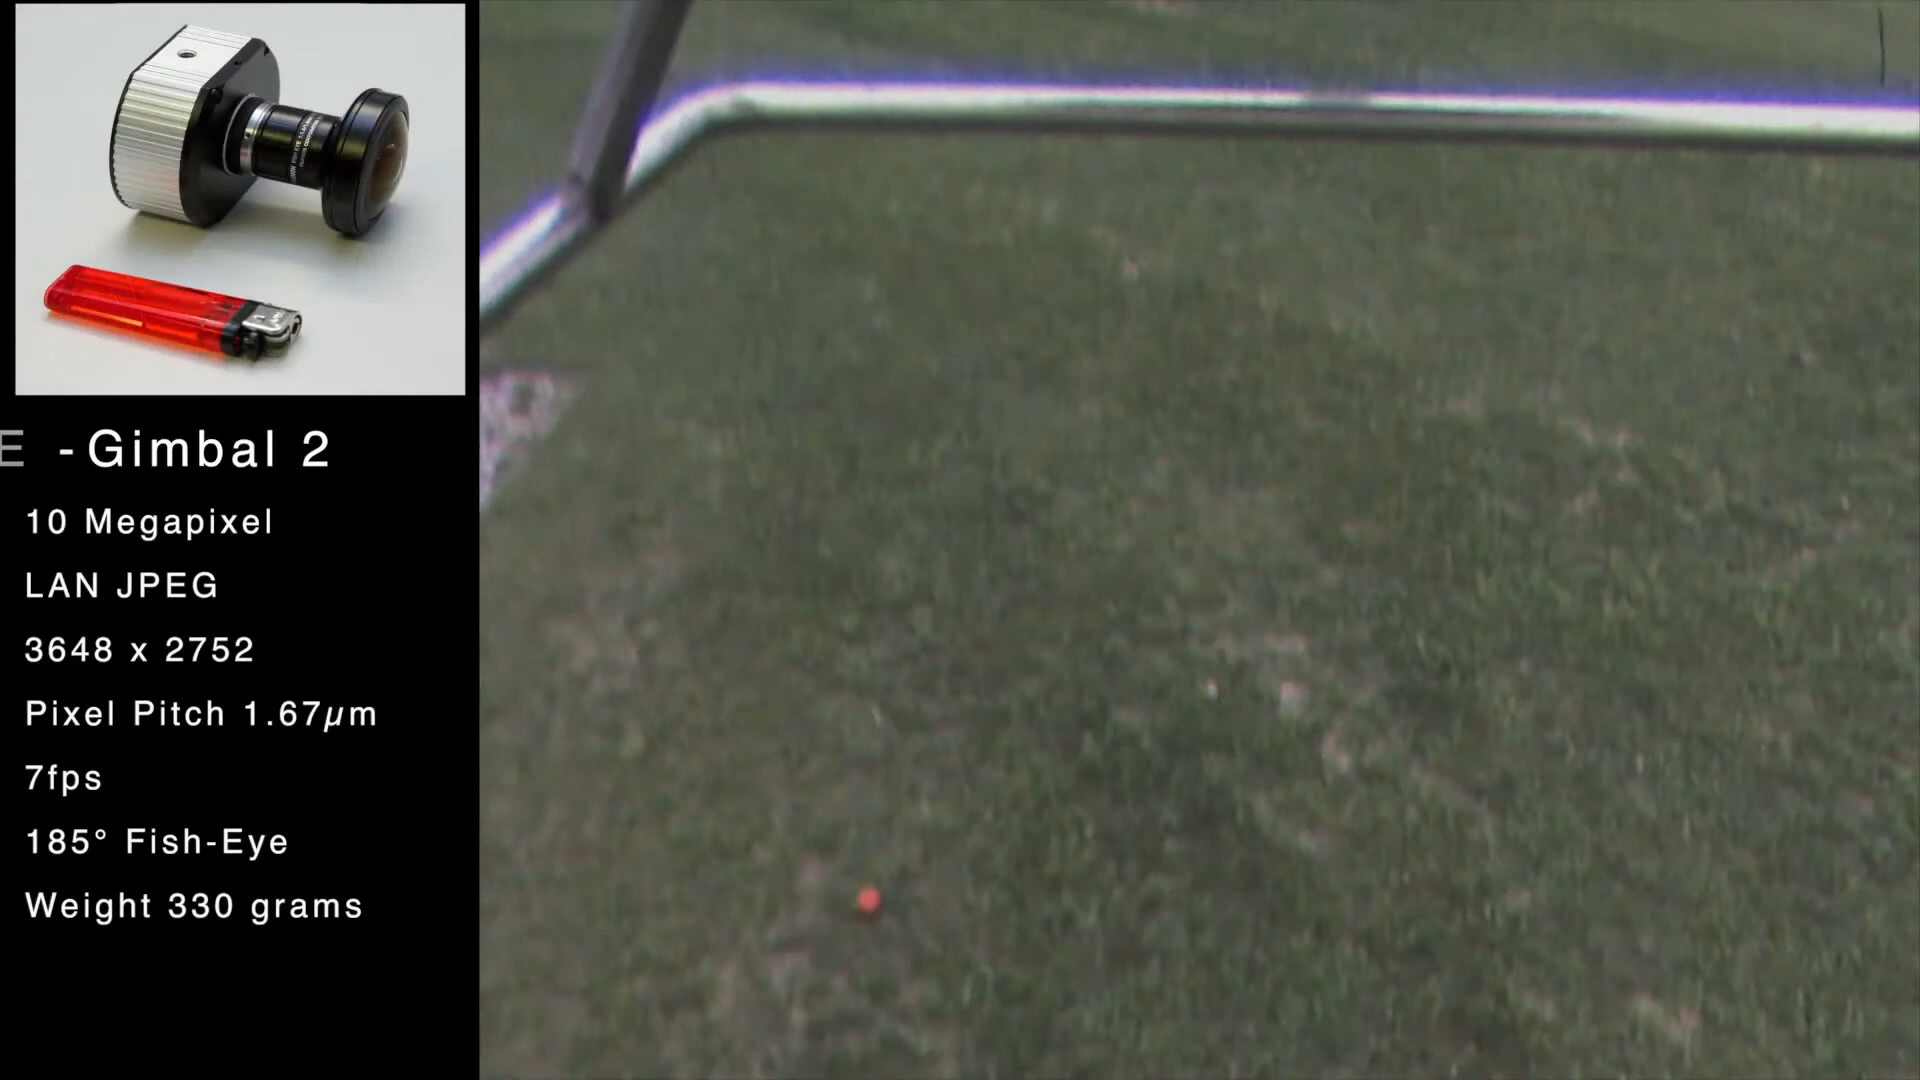 E - Gimbal 2
10 Megapixel
LAN JPEG
3648 x 2752
Pixel Pitch 1.67µm
7fps
185° Fish-Eye
Weight 330 grams